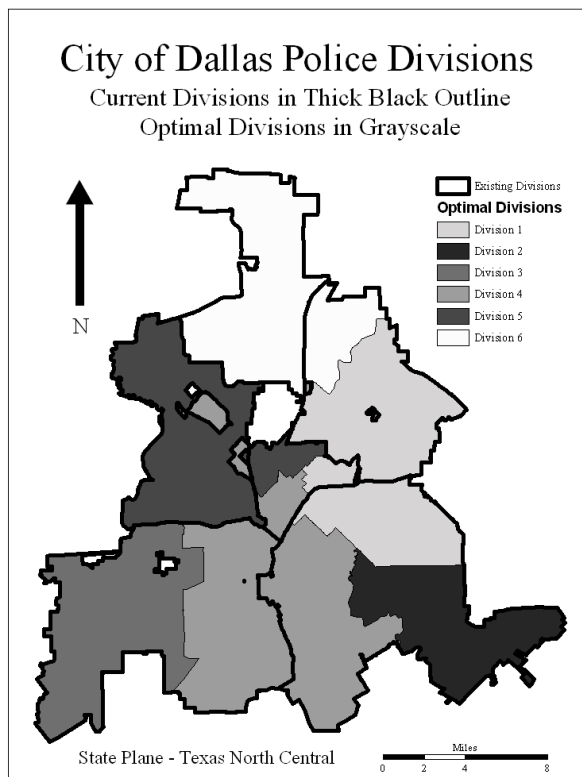 City of Dallas Police Divisions
Current Divisions in Thick Black Outline
Optimal Divisions in Grayscale
N
Existing Divisions
Optimal Divisions
Division 1
Division 2
Division 3
Division 4
Division 5
Division 6
State Plane - Texas North Central
Miles
0 2 4 8